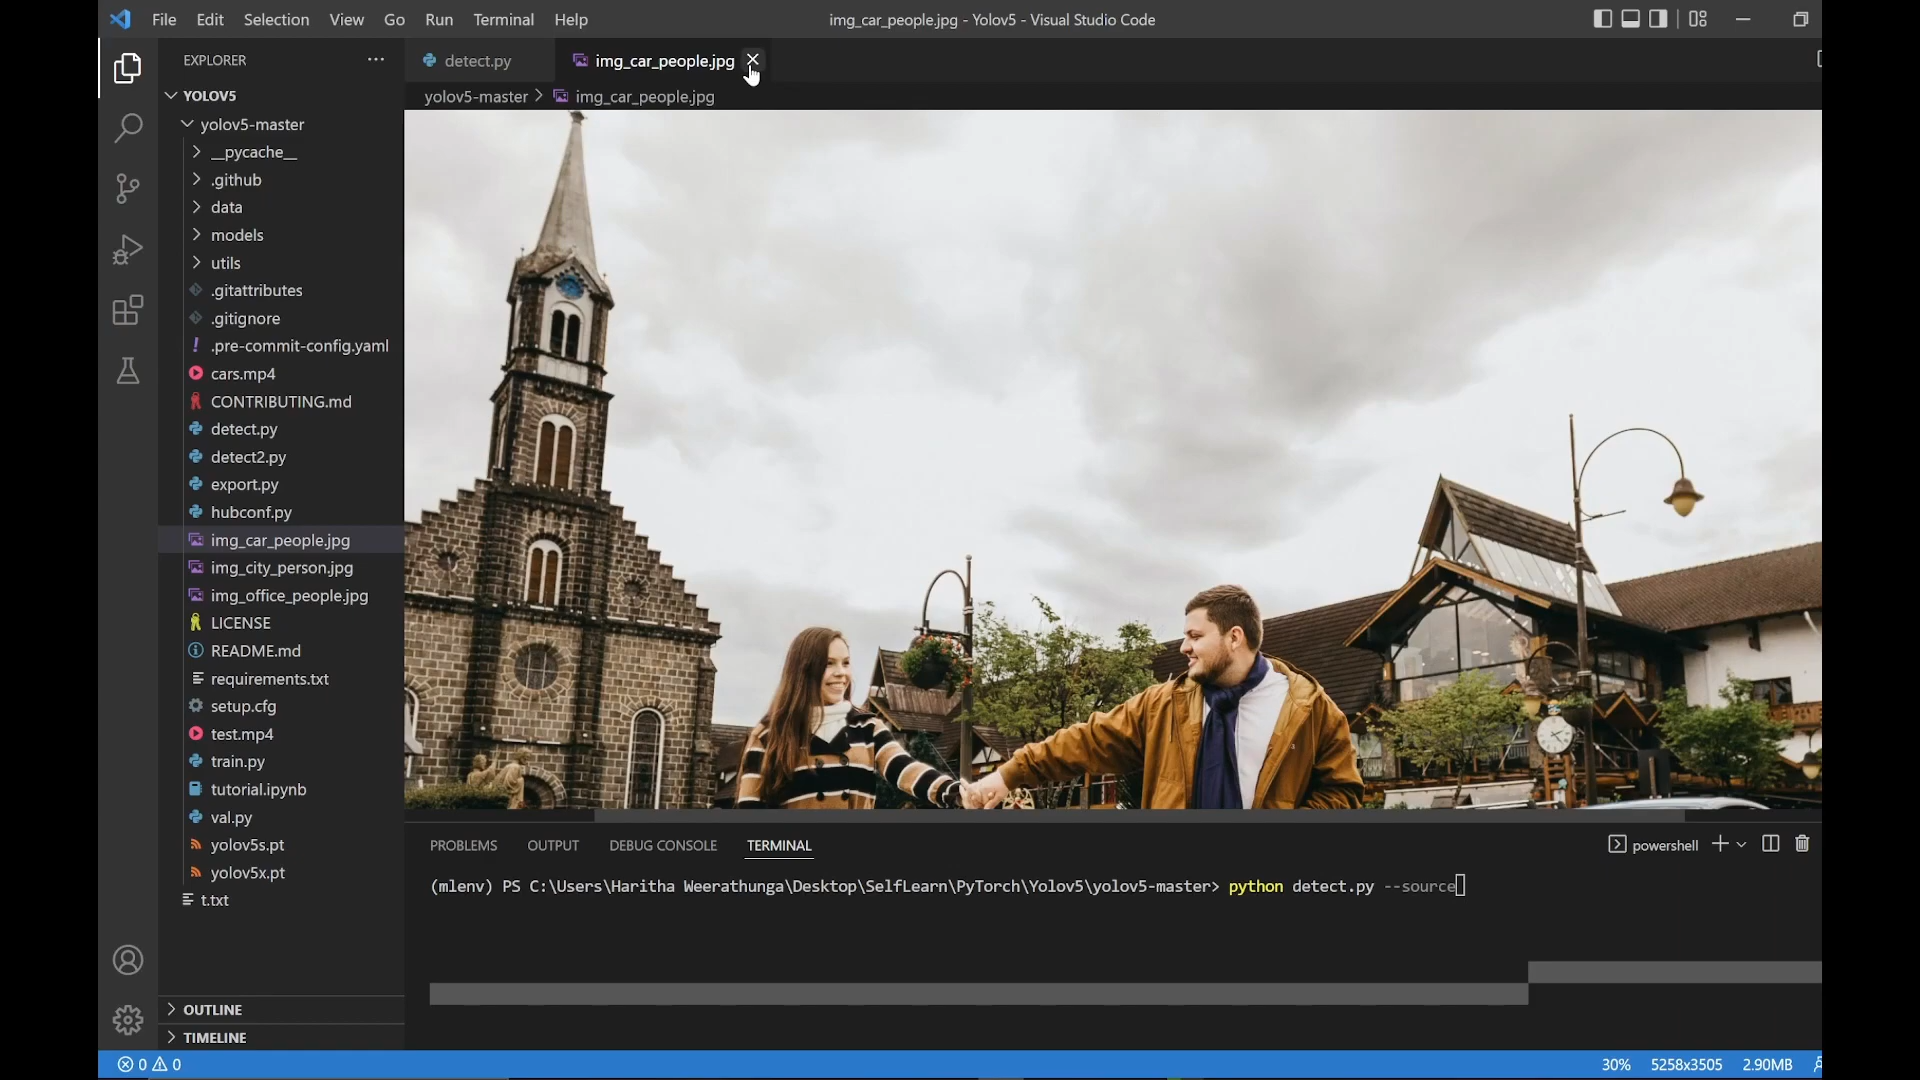 File Edit Selection View Go Run Terminal Help
img_car_people.jpg - Yolov5 - Visual Studio Code
EXPLORER
YOLOV5
yolov5-master
__pycache__
.github
data
models
utils
.gitattributes
.gitignore
.pre-commit-config.yaml
cars.mp4
CONTRIBUTING.md
detect.py
detect2.py
export.py
hubconf.py
img_car_people.jpg
img_city_person.jpg
img_office_people.jpg
LICENSE
README.md
requirements.txt
setup.cfg
test.mp4
train.py
tutorial.ipynb
val.py
yolov5s.pt
yolov5x.pt
t.txt
OUTLINE
TIMELINE
detect.py
img_car_people.jpg
yolov5-master > img_car_people.jpg
PROBLEMS OUTPUT DEBUG CONSOLE TERMINAL
powershell
(mlenv) PS C:\Users\Haritha Weerathunga\Desktop\SelfLearn\PyTorch\Yolov5\yolov5-master> python detect.py --source
0 0
30% 5258x3505 2.90MB